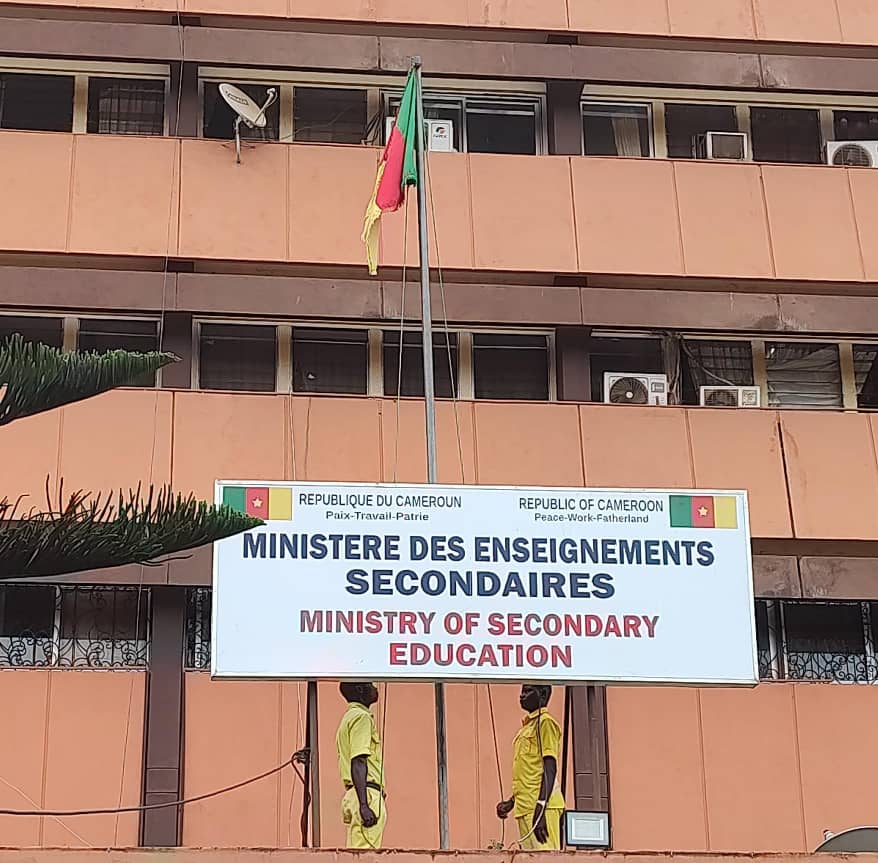 REPUBLIQUE DU CAMEROUN
Paix-Travail-Patrie
REPUBLIC OF CAMEROON
Peace-Work-Fatherland
MINISTERE DES ENSEIGNEMENTS
SECONDAIRES
MINISTRY OF SECONDARY
EDUCATION